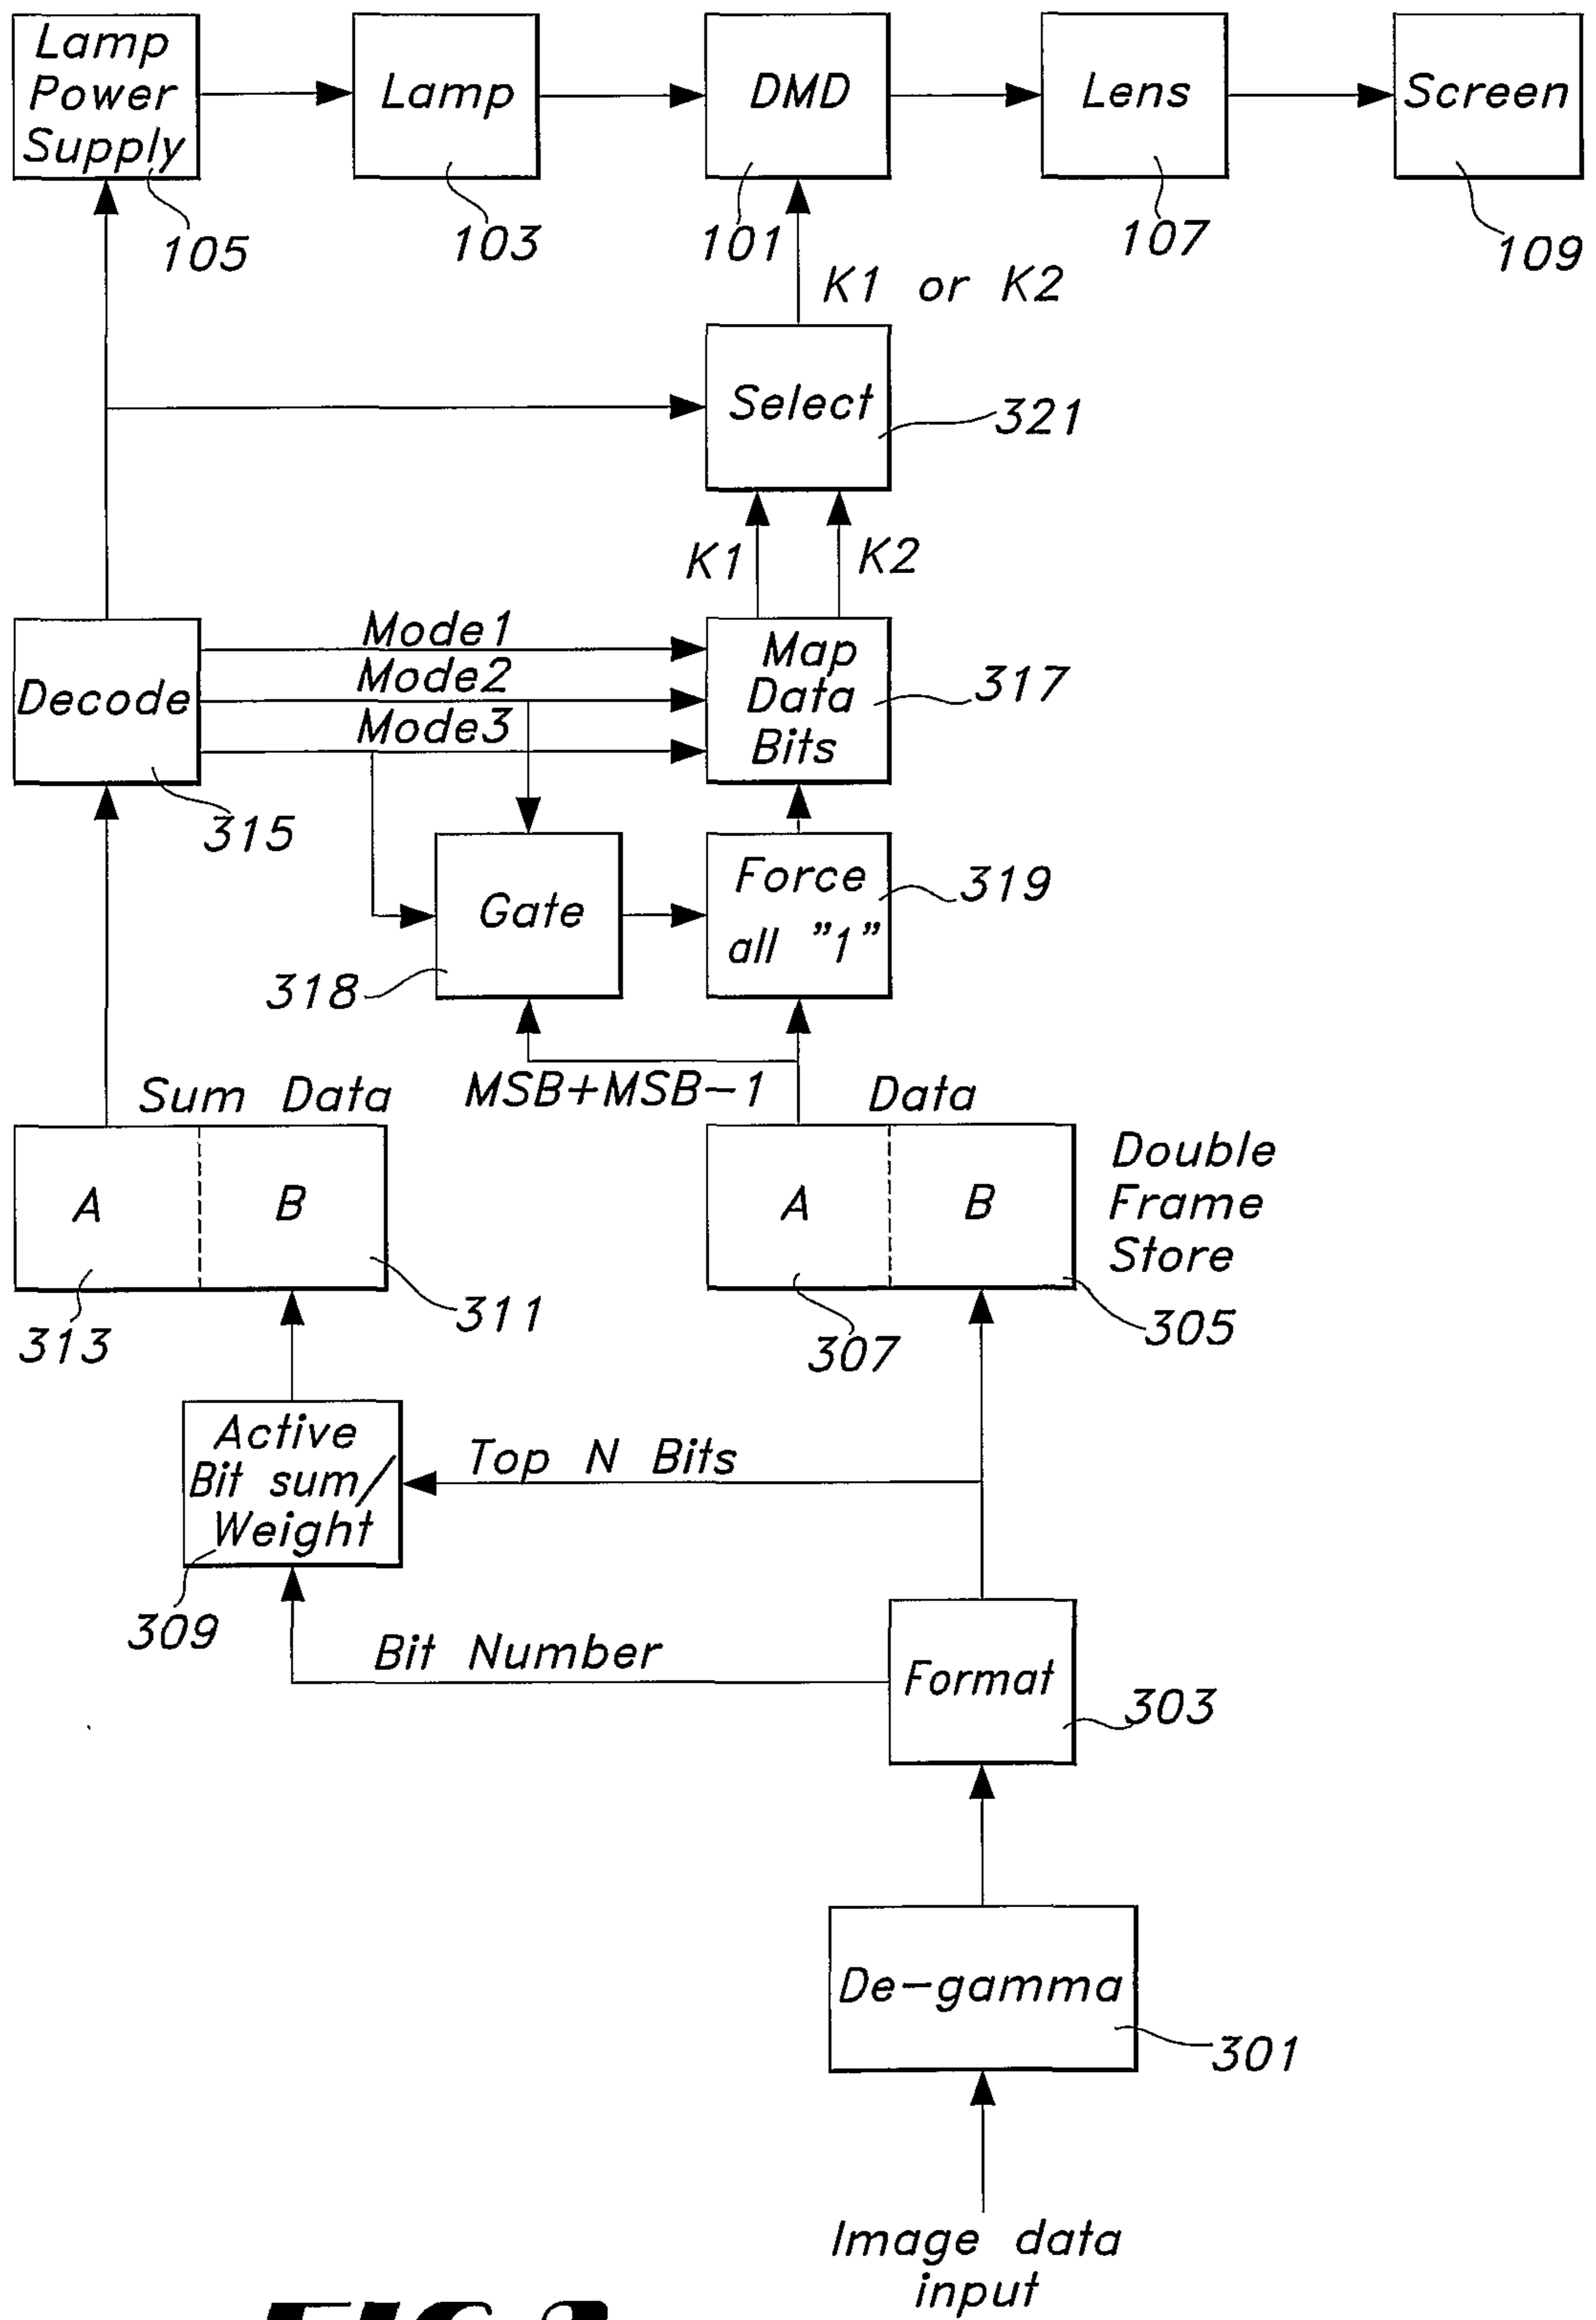 Lamp
Power
Supply
Lamp
DMD
Lens
Screen
105
103
101
107
109
K1 or K2
Select
321
K1
K2
Decode
Mode1
Mode2
Mode3
Map
Data
Bits
317
315
Gate
318
Force
all "1"
319
Sum Data
MSB+MSB-1
Data
A
B
A
B
Double
Frame
Store
313
311
307
305
Active
Bit sum/
Weight
Top N Bits
309
Bit Number
Format
303
De-gamma
301
Image data
input